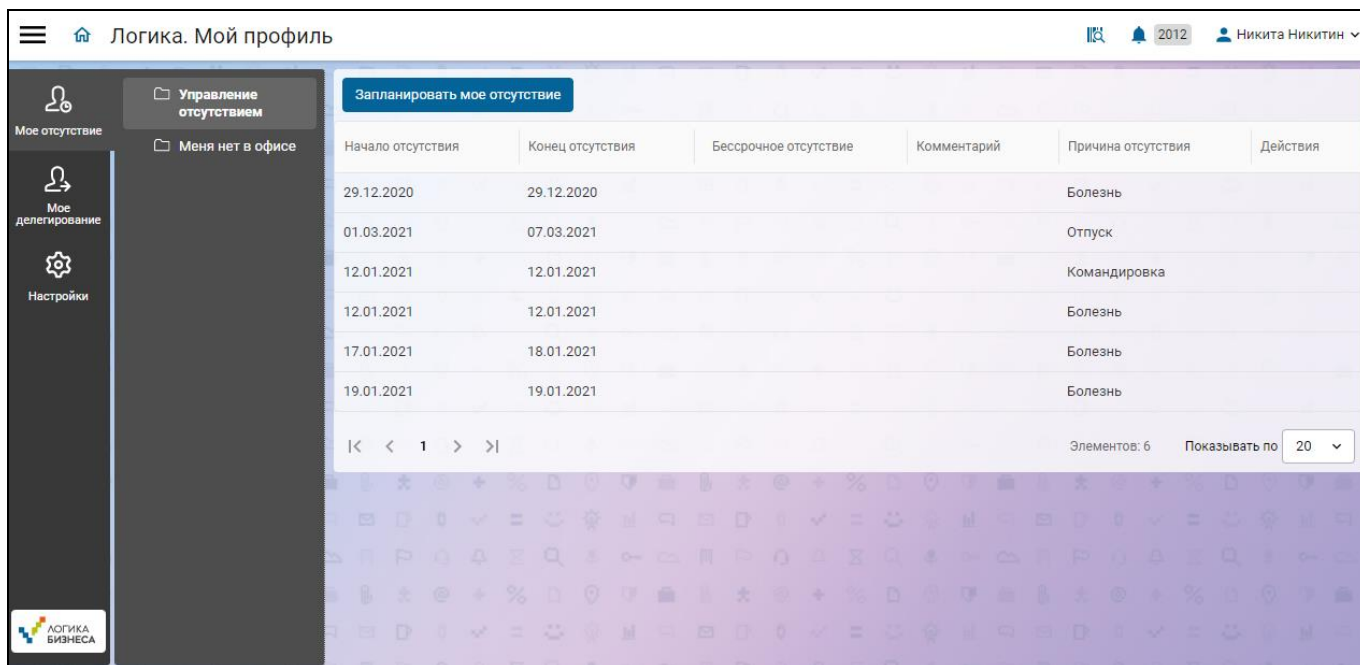 Логика. Мой профиль
2012
Никита Никитин
Мое отсутствие
Мое
делегирование
Настройки
Управление
отсутствием
Меня нет в офисе
Запланировать мое отсутствие
Начало отсутствия Конец отсутствия Бессрочное отсутствие Комментарий Причина отсутствия Действия
29.12.2020 29.12.2020 Болезнь
01.03.2021 07.03.2021 Отпуск
12.01.2021 12.01.2021 Командировка
12.01.2021 12.01.2021 Болезнь
17.01.2021 18.01.2021 Болезнь
19.01.2021 19.01.2021 Болезнь
1 Элементов: 6 Показывать по 20
ЛОГИКА
БИЗНЕСА